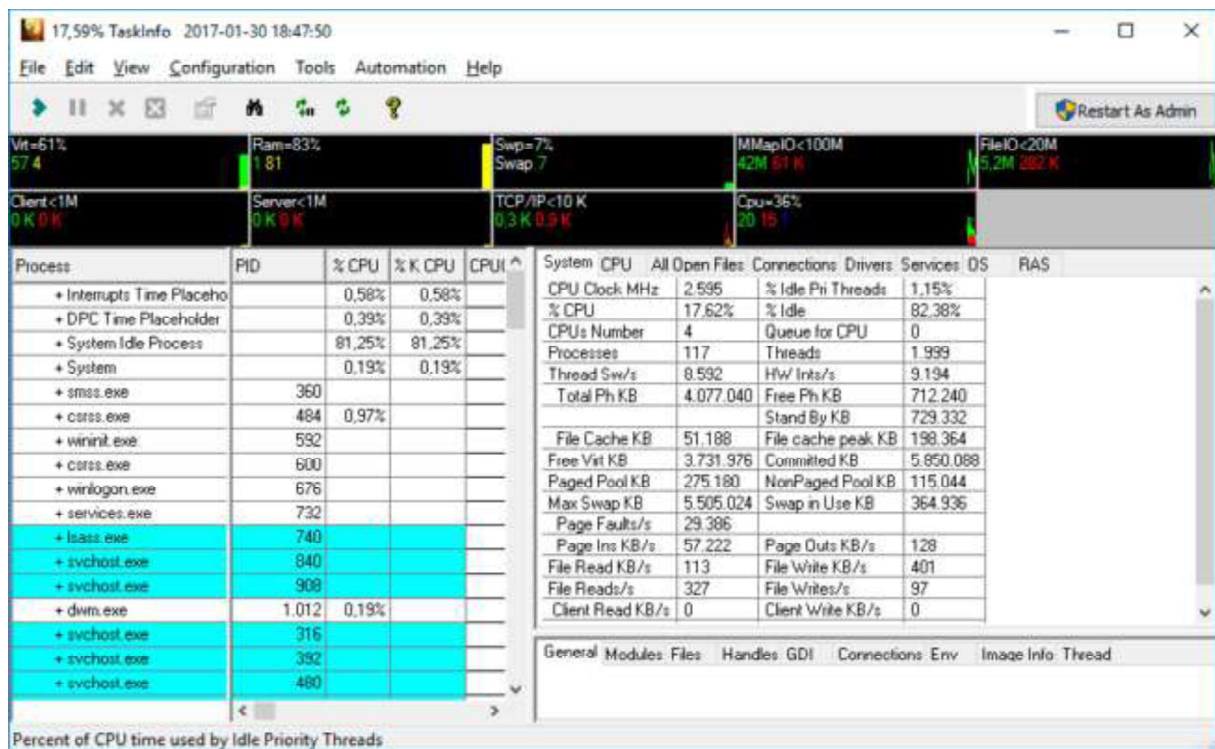 17,59% TaskInfo 2017-01-30 18:47:50
File Edit View Configuration Tools Automation Help
Restart As Admin
Virt=61% Ram=83% Swp=7% MMapIO<100M FileIO<20M
57 4 1 81 Swap 7 42M 61 K 5,2M 282 K
Client<1M Server<1M TCP/IP<10 K Cpu=36%
0 K 0 K 0 K 0 K 0,3 K 0,9 K 20 15 1
Process PID % CPU % K CPU CPU(
+ Interrupts Time Placeho 0,58% 0,58%
+ DPC Time Placeholder 0,39% 0,39%
+ System Idle Process 81,25% 81,25%
+ System 0,19% 0,19%
+ smss.exe 360
+ csrss.exe 484 0,97%
+ wininit.exe 592
+ csrss.exe 600
+ winlogon.exe 676
+ services.exe 732
+ lsass.exe 740
+ svchost.exe 840
+ svchost.exe 908
+ dwm.exe 1.012 0,19%
+ svchost.exe 316
+ svchost.exe 392
+ svchost.exe 480
System CPU All Open Files Connections Drivers Services OS RAS
CPU Clock MHz 2.595 % Idle Pri Threads 1,15%
% CPU 17,62% % Idle 82,38%
CPUs Number 4 Queue for CPU 0
Processes 117 Threads 1.999
Thread Sw/s 8.592 HW Ints/s 9.194
Total Ph KB 4.077.040 Free Ph KB 712.240
Stand By KB 729.332
File Cache KB 51.188 File cache peak KB 198.364
Free Virt KB 3.731.976 Committed KB 5.850.088
Paged Pool KB 275.180 NonPaged Pool KB 115.044
Max Swap KB 5.505.024 Swap in Use KB 364.936
Page Faults/s 29.386
Page Ins KB/s 57.222 Page Outs KB/s 128
File Read KB/s 113 File Write KB/s 401
File Reads/s 327 File Writes/s 97
Client Read KB/s 0 Client Write KB/s 0
General Modules Files Handles GDI Connections Env Image Info Thread
Percent of CPU time used by Idle Priority Threads